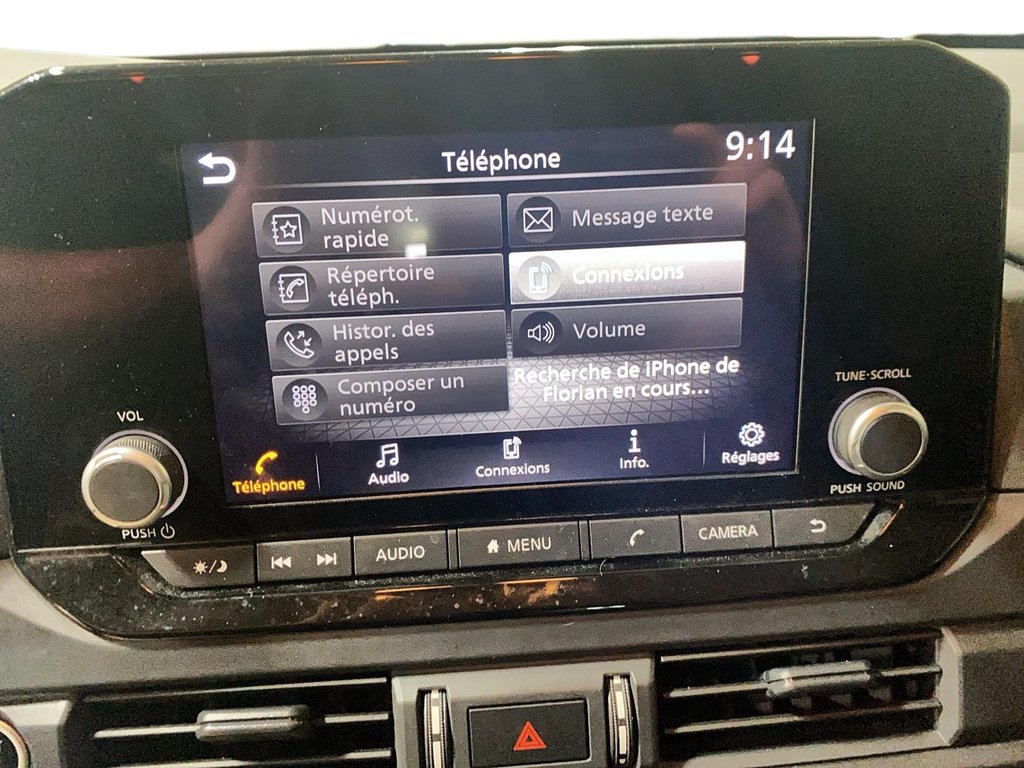 9:14
Téléphone
Numérot.
rapide
Message texte
Répertoire
téléph.
Connexions
Histor. des
appels
Volume
Composer un
numéro
Recherche de iPhone de
Florian en cours...
Téléphone
Audio
Connexions
Info.
Réglages
VOL
PUSH
TUNE·SCROLL
PUSH SOUND
AUDIO
MENU
CAMERA